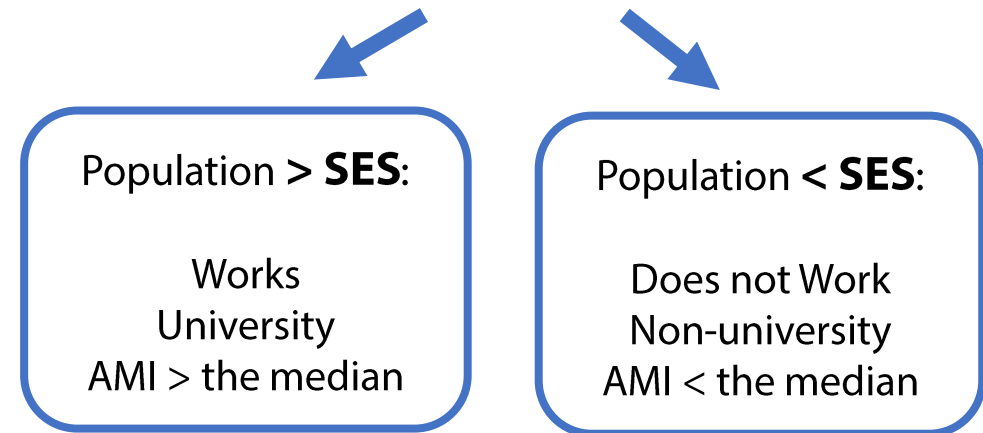 Population > SES:
Works
University
AMI > the median
Population < SES:
Does not Work
Non-university
AMI < the median